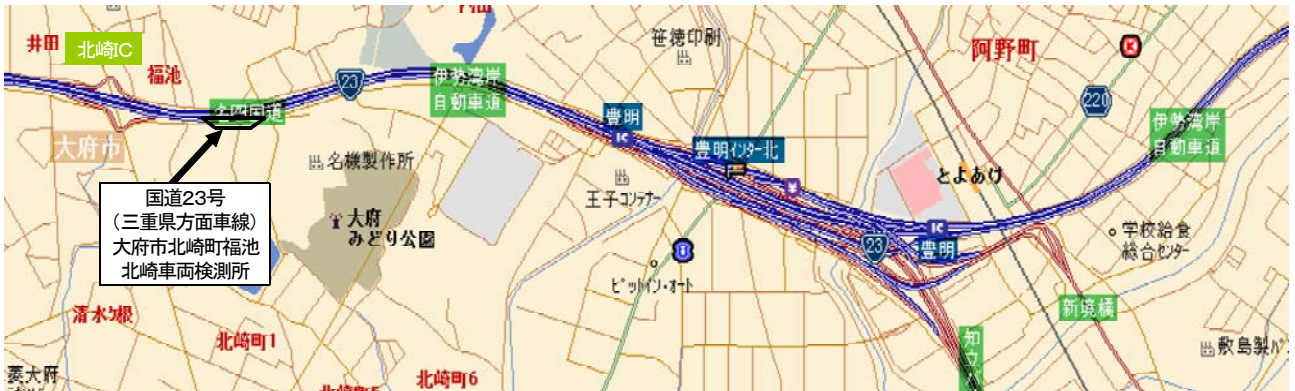 井田
北崎IC
福池
23
名四国道
大府市
国道23号
（三重県方面車線）
大府市北崎町福池
北崎車両検測所
名機製作所
大府
みどり公園
清水ケ根
北崎町1
北崎町6
伊勢湾岸
自動車道
笹徳印刷
豊明
IC
豊明インター北
¥
王子コンテナー
ピットイン・オート
阿野町
K
220
とよあけ
伊勢湾岸
自動車道
IC
豊明
23
学校給食
総合センター
新境橋
知立
敷島製パ